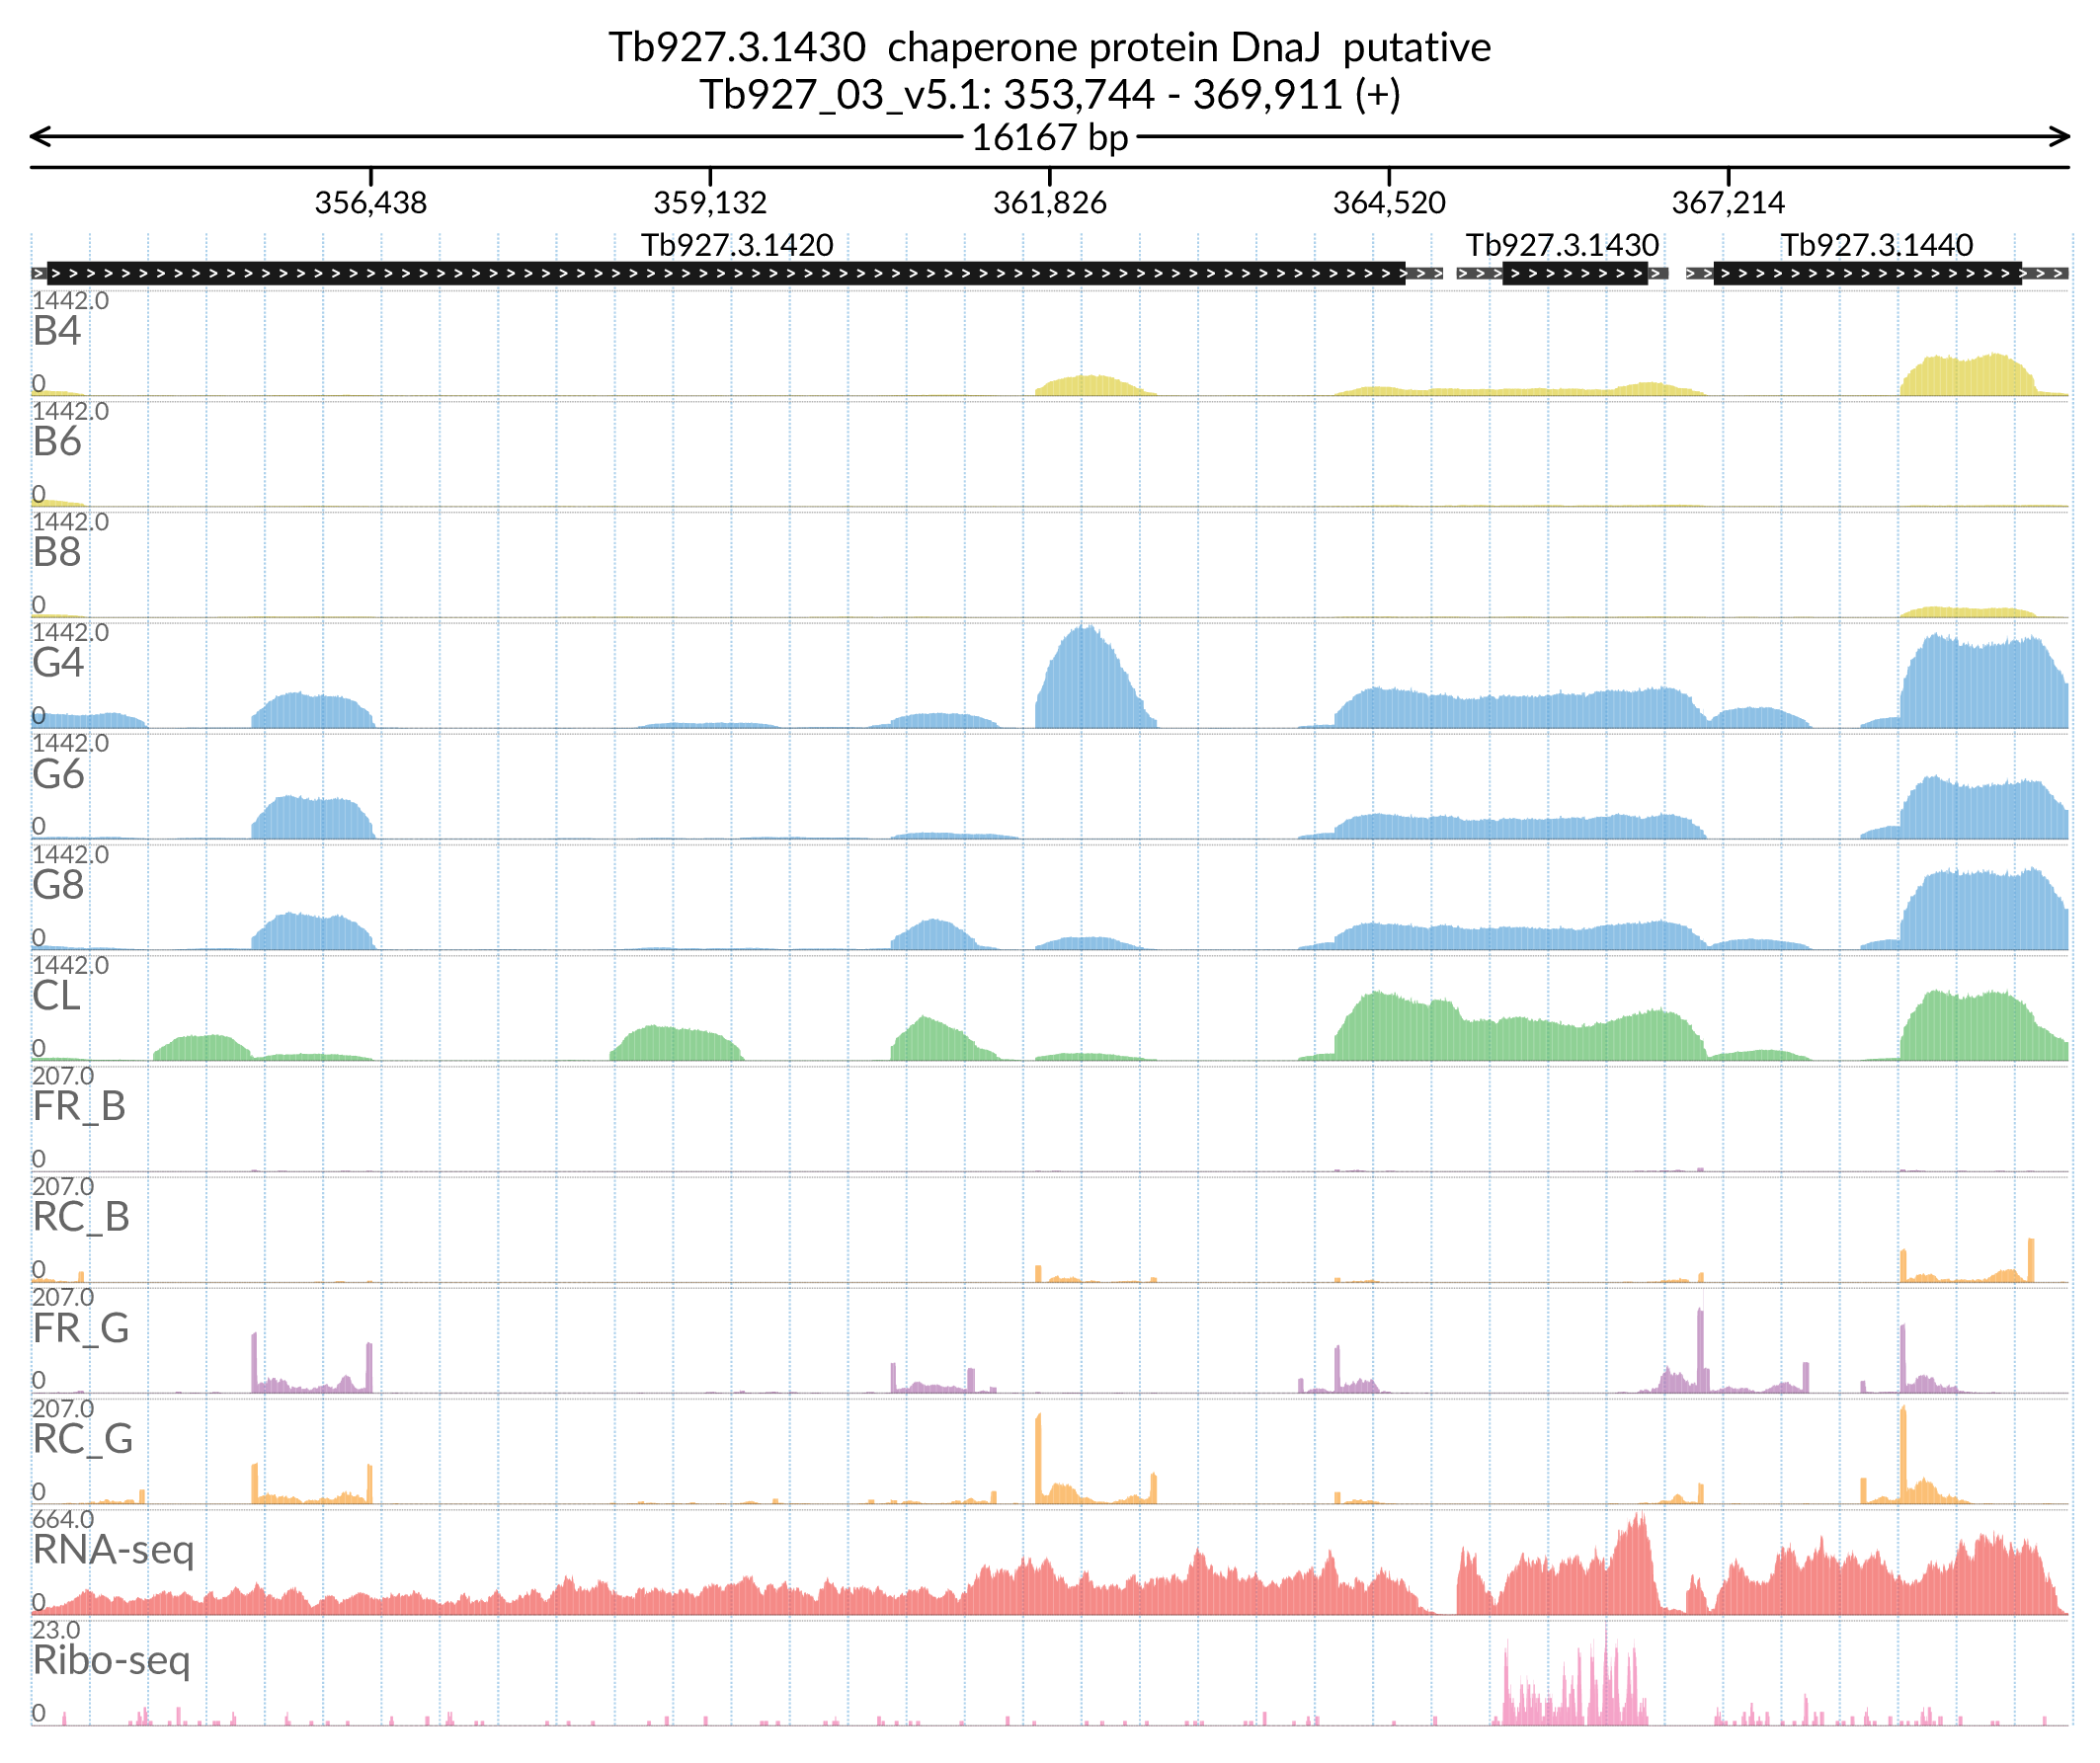 Tb927.3.1430  chaperone protein DnaJ  putative
Tb927_03_v5.1: 353,744 - 369,911 (+)
16167 bp
356,438 359,132 361,826 364,520 367,214
Tb927.3.1420 Tb927.3.1430 Tb927.3.1440
1442.0
B4
0
1442.0
B6
0
1442.0
B8
0
1442.0
G4
0
1442.0
G6
0
1442.0
G8
0
1442.0
CL
0
207.0
FR_B
0
207.0
RC_B
0
207.0
FR_G
0
207.0
RC_G
0
664.0
RNA-seq
0
23.0
Ribo-seq
0